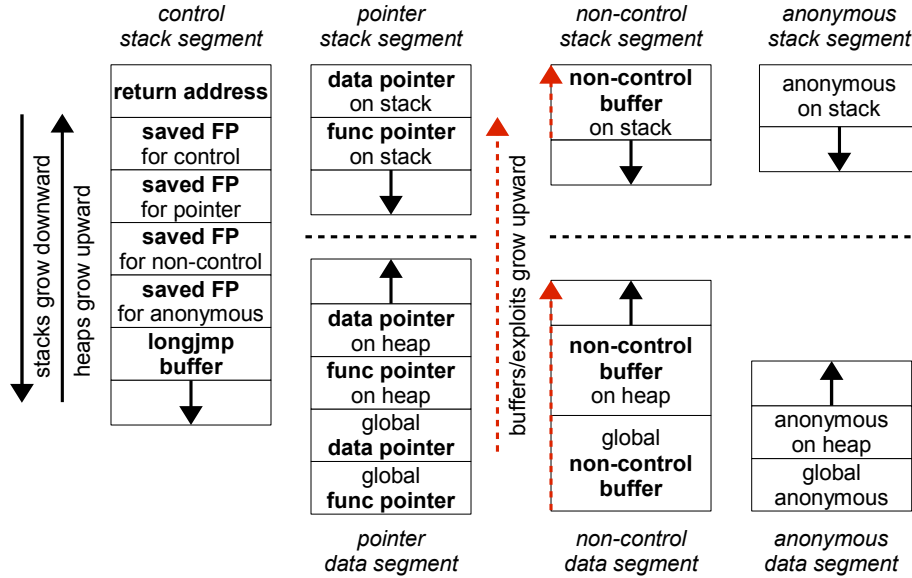 control
stack segment
pointer
stack segment
non-control
stack segment
anonymous
stack segment
stacks grow downward
heaps grow upward
return address
saved FP
for control
saved FP
for pointer
saved FP
for non-control
saved FP
for anonymous
longjmp
buffer
data pointer
on stack
func pointer
on stack
data pointer
on heap
func pointer
on heap
global
data pointer
global
func pointer
buffers/exploits grow upward
non-control
buffer
on stack
non-control
buffer
on heap
global
non-control
buffer
anonymous
on stack
anonymous
on heap
global
anonymous
pointer
data segment
non-control
data segment
anonymous
data segment